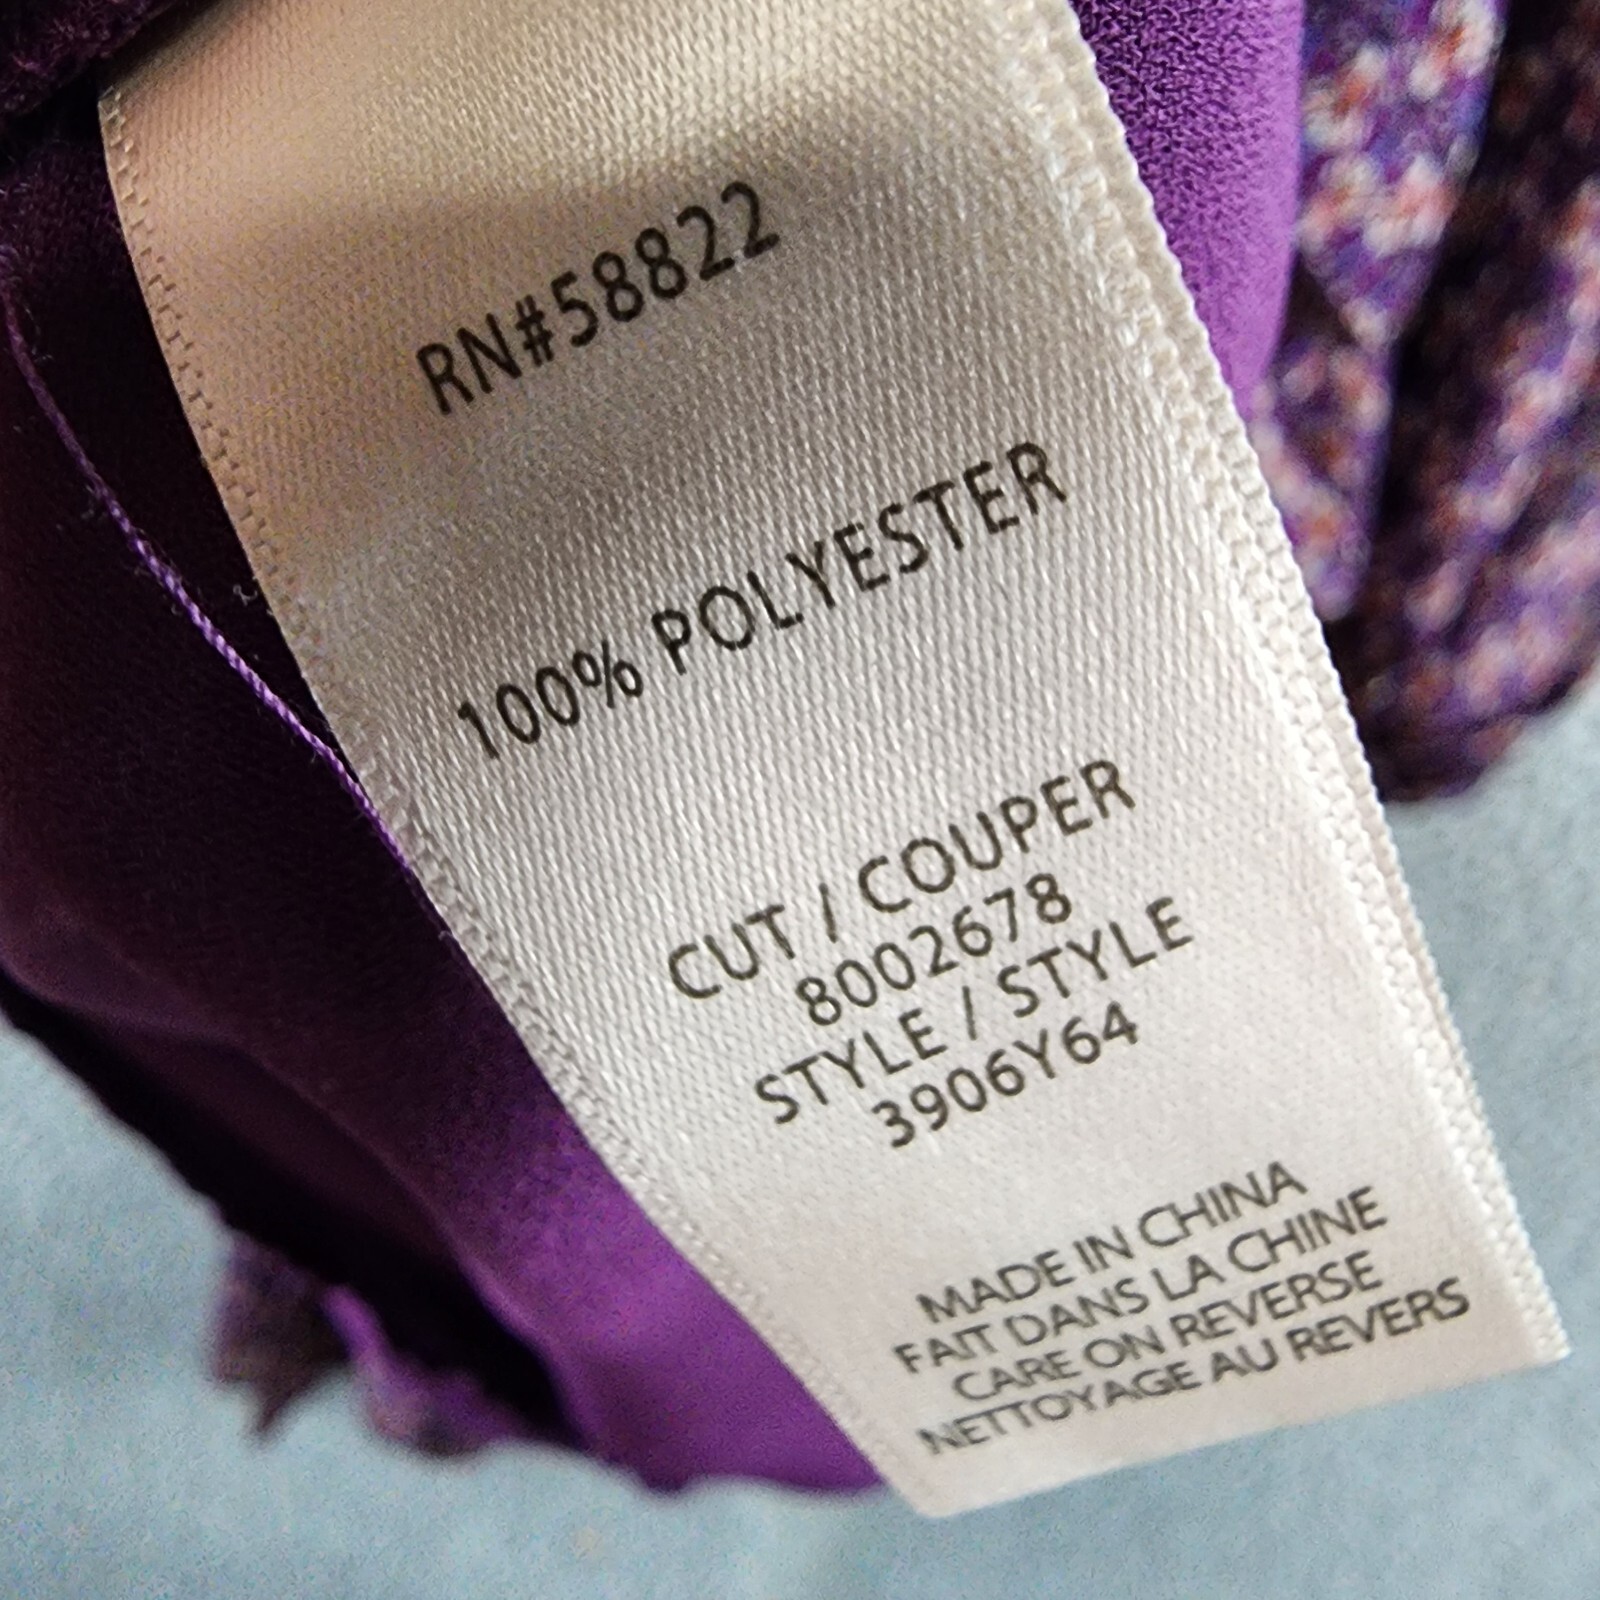 RN#58822
100% POLYESTER
CUT / COUPER
8002678
STYLE / STYLE
3906Y64
MADE IN CHINA
FAIT DANS LA CHINE
CARE ON REVERSE
NETTOYAGE AU REVERS